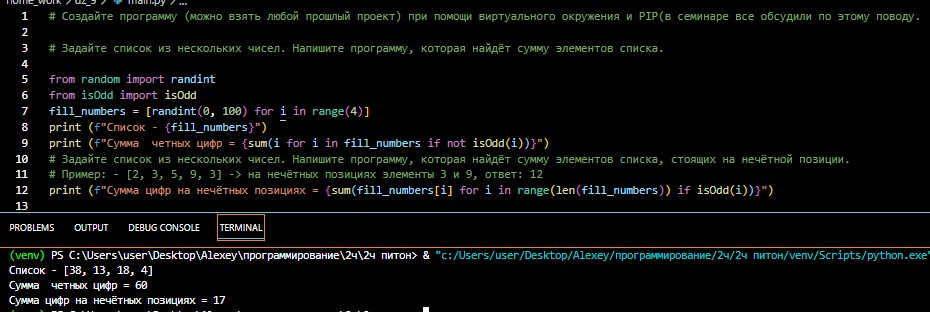 home_work > dz_9 > main.py > ...
1 # Создайте программу (можно взять любой прошлый проект) при помощи виртуального окружения и PIP(в семинаре все обсудили по этому поводу.
2
3 # Задайте список из нескольких чисел. Напишите программу, которая найдёт сумму элементов списка.
4
5 from random import randint
6 from isOdd import isOdd
7 fill_numbers = [randint(0, 100) for i in range(4)]
8 print (f"Список - {fill_numbers}")
9 print (f"Сумма  четных цифр = {sum(i for i in fill_numbers if not isOdd(i))}")
10 # Задайте список из нескольких чисел. Напишите программу, которая найдёт сумму элементов списка, стоящих на нечётной позиции.
11 # Пример: - [2, 3, 5, 9, 3] -> на нечётных позициях элементы 3 и 9, ответ: 12
12 print (f"Сумма цифр на нечётных позициях = {sum(fill_numbers[i] for i in range(len(fill_numbers)) if isOdd(i))}")
13
PROBLEMS OUTPUT DEBUG CONSOLE TERMINAL
(venv) PS C:\Users\user\Desktop\Alexey\программирование\2ч\2ч питон> & "c:/Users/user/Desktop/Alexey/программирование/2/2ч питон/venv/Scripts/python.exe"
Список - [38, 13, 18, 4]
Сумма  четных цифр = 60
Сумма цифр на нечётных позициях = 17